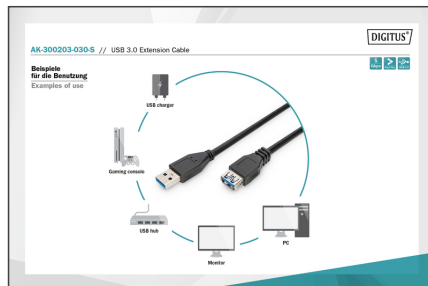 DIGITUS®
AK-300203-030-S // USB 3.0 Extension Cable
Beispiele
für die Benutzung
Examples of use
USB charger
Gaming console
USB hub
Monitor
PC